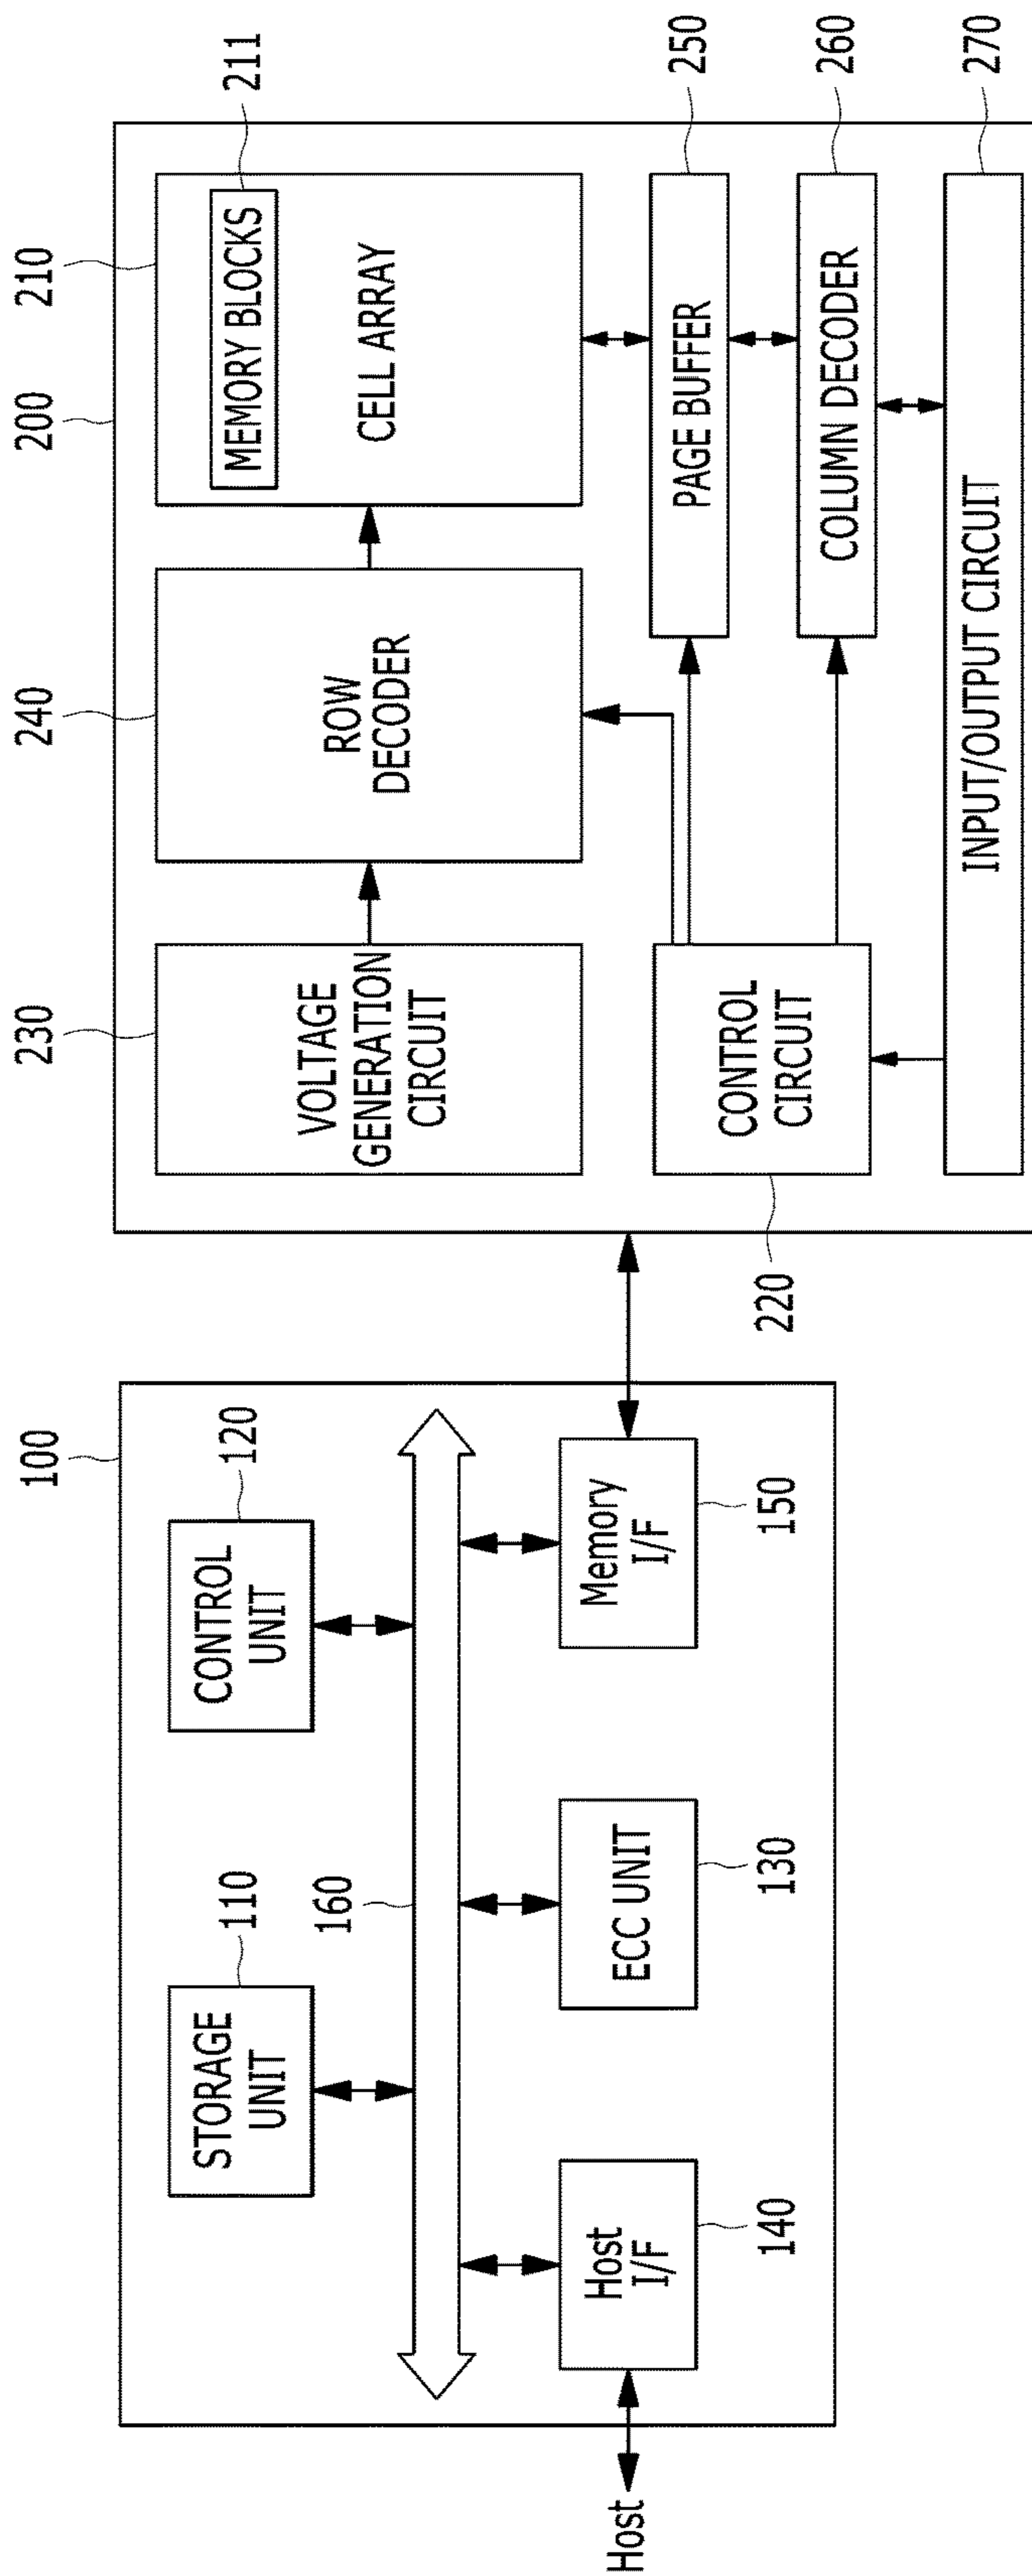 100
110
STORAGE
UNIT
120
CONTROL
UNIT
160
Host
Host
I/F
140
ECC UNIT
130
Memory
I/F
150
200
230
VOLTAGE
GENERATION
CIRCUIT
240
ROW
DECODER
210
211
MEMORY BLOCKS
CELL ARRAY
CONTROL
CIRCUIT
220
PAGE BUFFER
250
COLUMN DECODER
260
INPUT/OUTPUT CIRCUIT
270